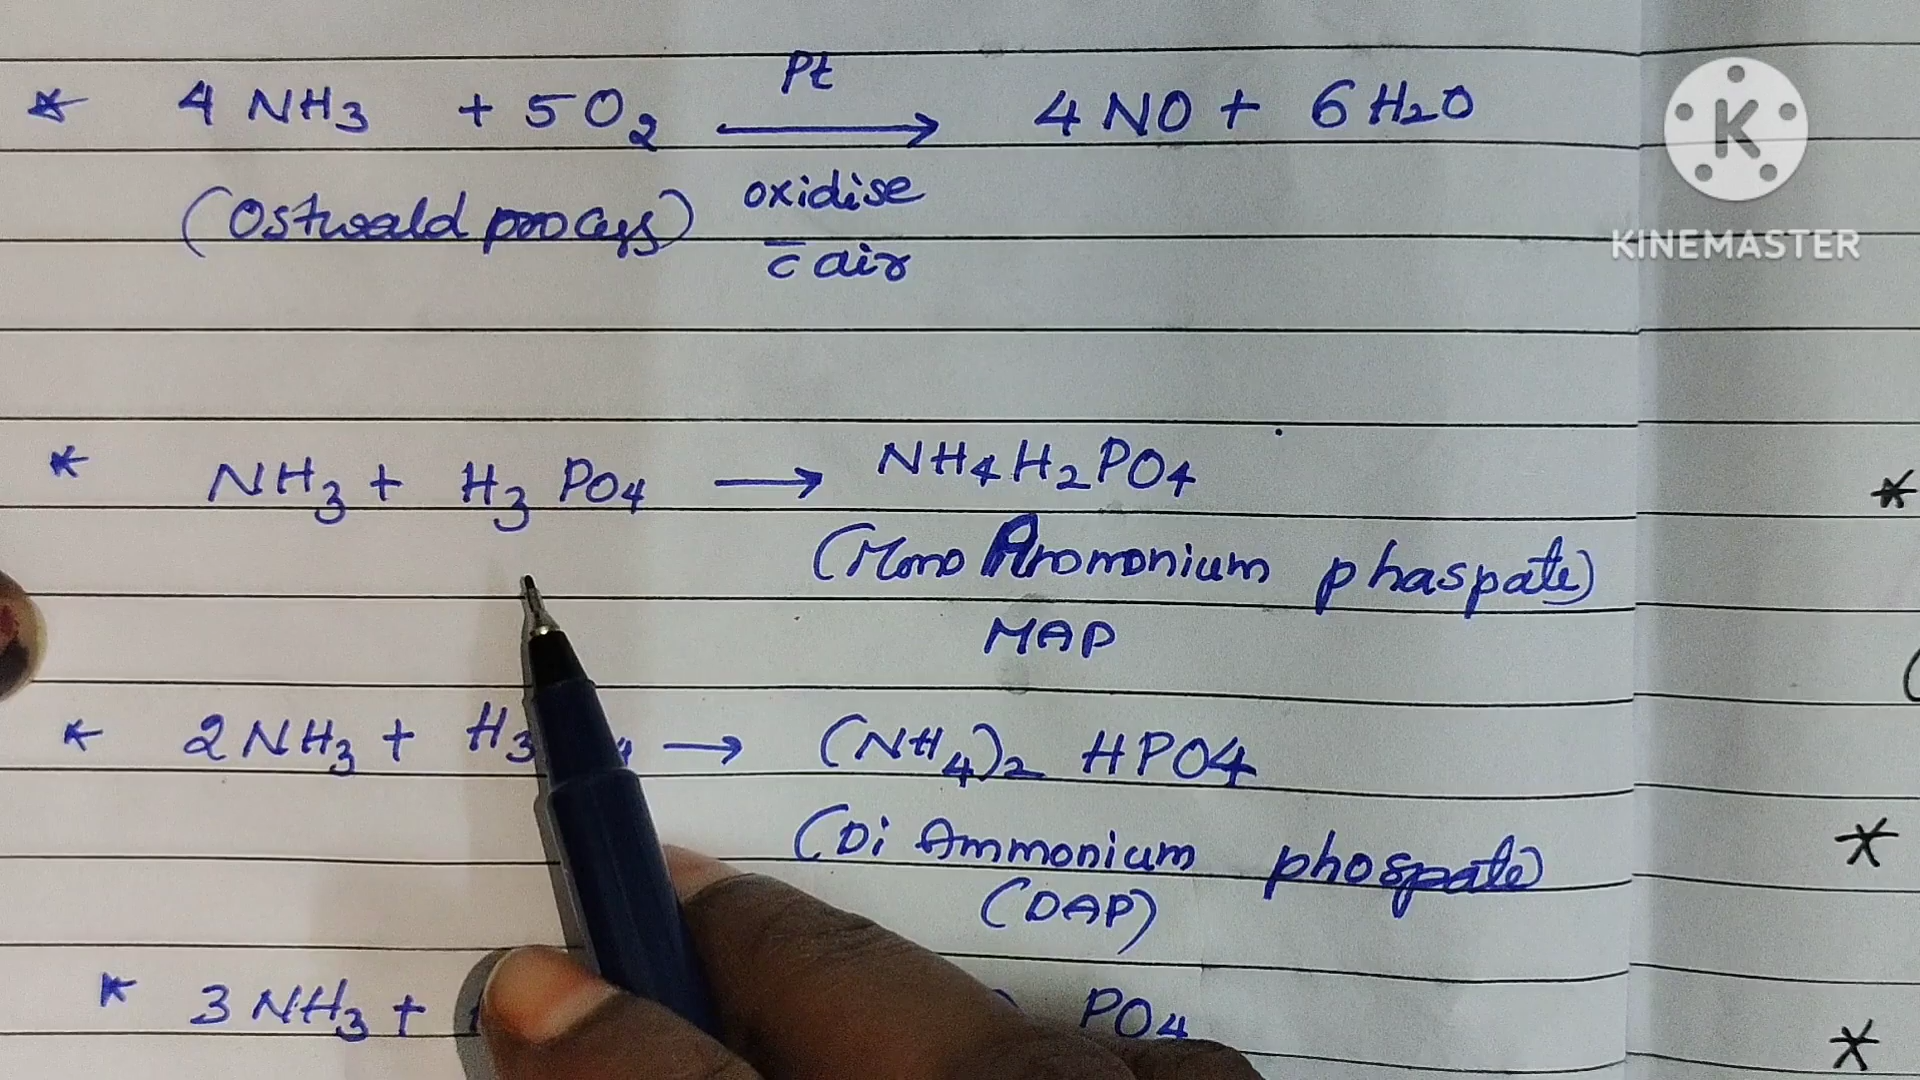 * 4 NH3 + 5O2 Pt → 4 NO + 6 H2O
(Ostwald process) oxidise
c̄ air
KINEMASTER
* NH3 + H3 PO4 → NH4H2PO4
(Mono Ammonium phaspate)
MAP
* 2NH3 + H3 4 → (NH4)2 HPO4
(Di Ammonium phospate)
(DAP)
* 3 NH3 + PO4
*
*
*